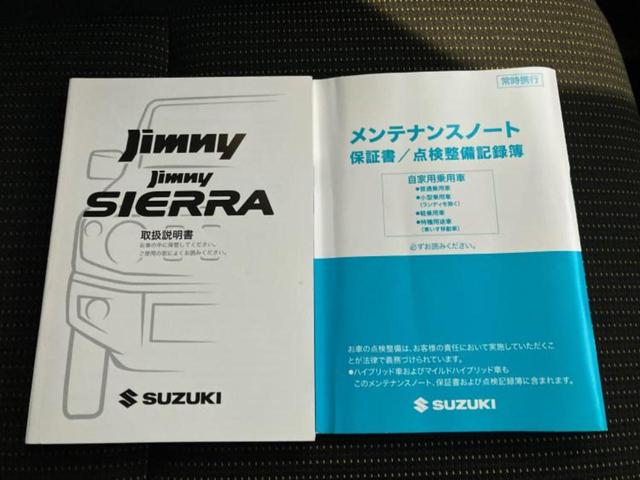 Jimny
Jimny
SIERRA
取扱説明書
お車の中に保管してください。
ご使用の前によくお読みください。
SUZUKI
常時携行
メンテナンスノート
保証書/点検整備記録簿
自家用乗用車
●普通乗用車
●小型乗用車
(ランディを除く)
●軽乗用車
●特種用途車
(車いす移動車)
必ずお読みください。
お車の点検整備は、お客様の責任において実施していただくこ
とが法律で義務づけられています。
●ハイブリッド車およびマイルドハイブリッド車も
このメンテナンスノート、保証書および点検記録簿に含まれます。
SUZUKI